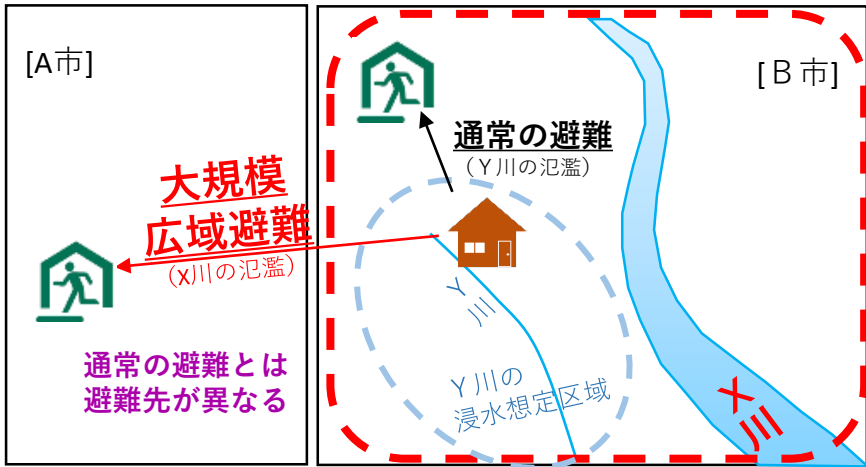 [A市]
[Ｂ市]
通常の避難
（Ｙ川の氾濫）
大規模
広域避難
（X川の氾濫）
Ｙ川
通常の避難とは
避難先が異なる
Ｙ川の
浸水想定区域
X川